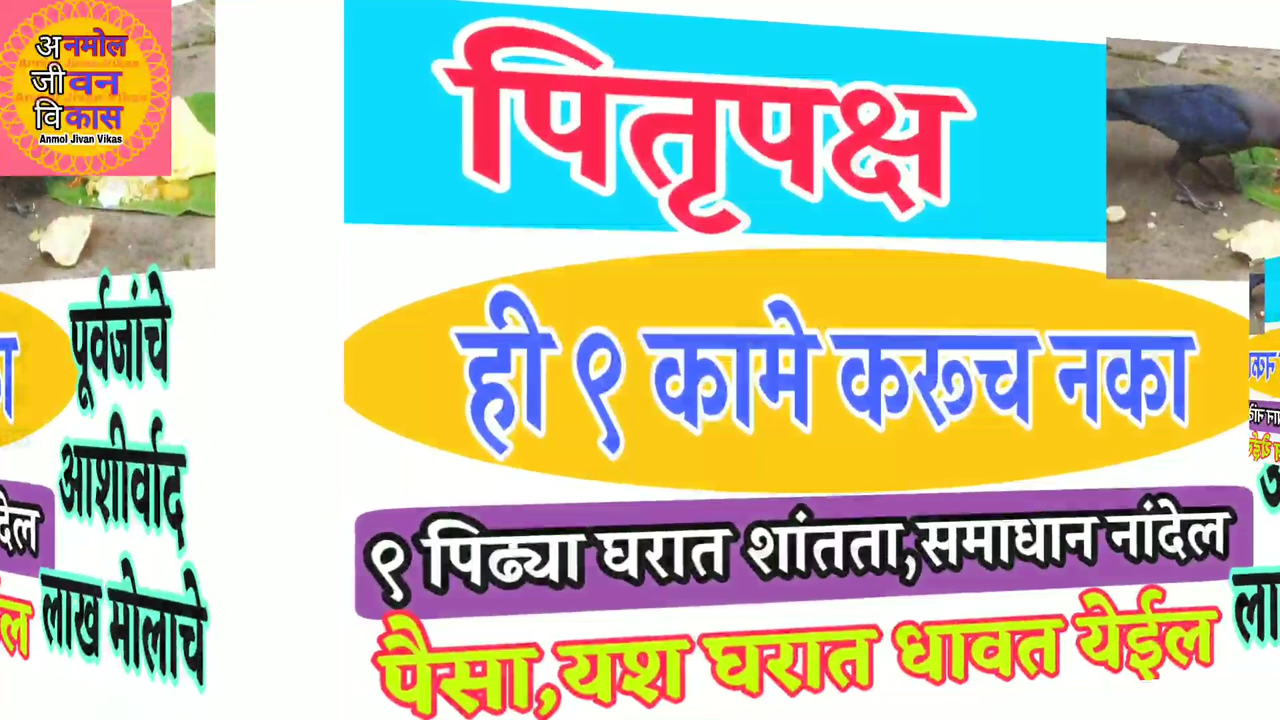 अनमोल
जीवन
विकास
Anmol Jivan Vikas
पितृपक्ष
ही ९ कामे करूच नका
९ पिढ्या घरात शांतता,समाधान नांदेल
पैसा,यश घरात धावत येईल
पूर्वजांचे
आशीर्वाद
लाख मोलाचे